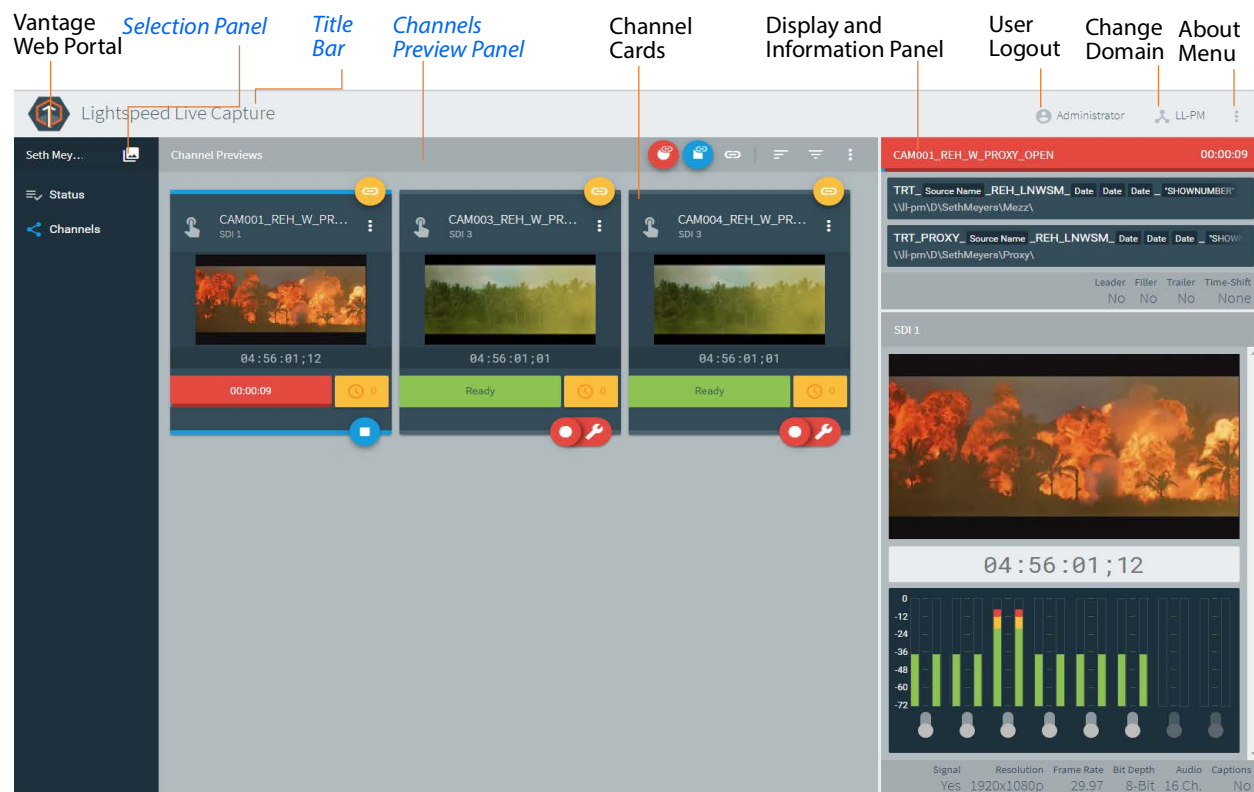 Vantage
Web Portal
Selection Panel
Title
Bar
Channels
Preview Panel
Channel
Cards
Display and
Information Panel
User
Logout
Change
Domain
About
Menu
Lightspeed Live Capture
Administrator
LL-PM
Seth Mey...
Status
Channels
Channel Previews
CAM001_REH_W_PR...
SDI 1
04:56:01;12
00:00:09
0
CAM003_REH_W_PR...
SDI 3
04:56:01;01
Ready
0
CAM004_REH_W_PR...
SDI 3
04:56:01;01
Ready
0
CAM001_REH_W_PROXY_OPEN 00:00:09
TRT_ Source Name _REH_LNWSM_ Date Date Date _ "SHOWNUMBER"
\\ll-pm\D\SethMeyers\Mezz\
TRT_PROXY_ Source Name _REH_LNWSM_ Date Date Date _ "SHOW
\\ll-pm\D\SethMeyers\Proxy\
Leader Filler Trailer Time-Shift
No No No None
SDI 1
04:56:01;12
0
-12
-24
-36
-48
-60
-72
Signal Resolution Frame Rate Bit Depth Audio Captions
Yes 1920x1080p 29.97 8-Bit 16 Ch. No